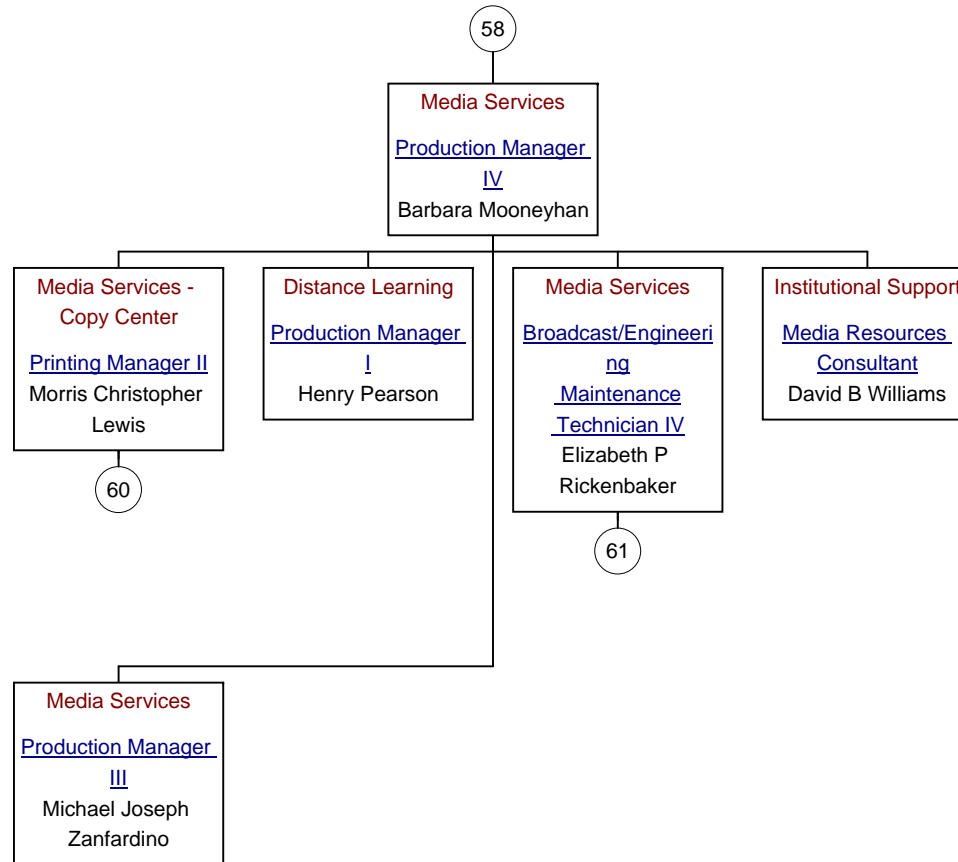 58
Media Services
Production Manager
IV
Barbara Mooneyhan
Media Services -
Copy Center
Printing Manager II
Morris Christopher
Lewis
60
Distance Learning
Production Manager
I
Henry Pearson
Media Services
Broadcast/Engineeri
ng
Maintenance
Technician IV
Elizabeth P
Rickenbaker
61
Institutional Support
Media Resources
Consultant
David B Williams
Media Services
Production Manager
III
Michael Joseph
Zanfardino